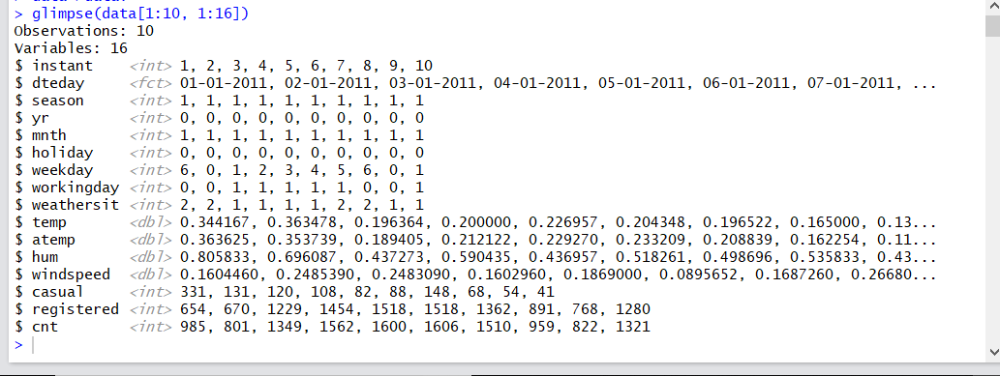 > glimpse(data[1:10, 1:16])
Observations: 10
Variables: 16
$ instant    <int> 1, 2, 3, 4, 5, 6, 7, 8, 9, 10
$ dteday     <fct> 01-01-2011, 02-01-2011, 03-01-2011, 04-01-2011, 05-01-2011, 06-01-2011, 07-01-2011, ...
$ season     <int> 1, 1, 1, 1, 1, 1, 1, 1, 1, 1
$ yr         <int> 0, 0, 0, 0, 0, 0, 0, 0, 0, 0
$ mnth       <int> 1, 1, 1, 1, 1, 1, 1, 1, 1, 1
$ holiday    <int> 0, 0, 0, 0, 0, 0, 0, 0, 0, 0
$ weekday    <int> 6, 0, 1, 2, 3, 4, 5, 6, 0, 1
$ workingday <int> 0, 0, 1, 1, 1, 1, 1, 0, 0, 1
$ weathersit <int> 2, 2, 1, 1, 1, 1, 2, 2, 1, 1
$ temp       <dbl> 0.344167, 0.363478, 0.196364, 0.200000, 0.226957, 0.204348, 0.196522, 0.165000, 0.13...
$ atemp      <dbl> 0.363625, 0.353739, 0.189405, 0.212122, 0.229270, 0.233209, 0.208839, 0.162254, 0.11...
$ hum        <dbl> 0.805833, 0.696087, 0.437273, 0.590435, 0.436957, 0.518261, 0.498696, 0.535833, 0.43...
$ windspeed  <dbl> 0.1604460, 0.2485390, 0.2483090, 0.1602960, 0.1869000, 0.0895652, 0.1687260, 0.26680...
$ casual     <int> 331, 131, 120, 108, 82, 88, 148, 68, 54, 41
$ registered <int> 654, 670, 1229, 1454, 1518, 1518, 1362, 891, 768, 1280
$ cnt        <int> 985, 801, 1349, 1562, 1600, 1606, 1510, 959, 822, 1321
>